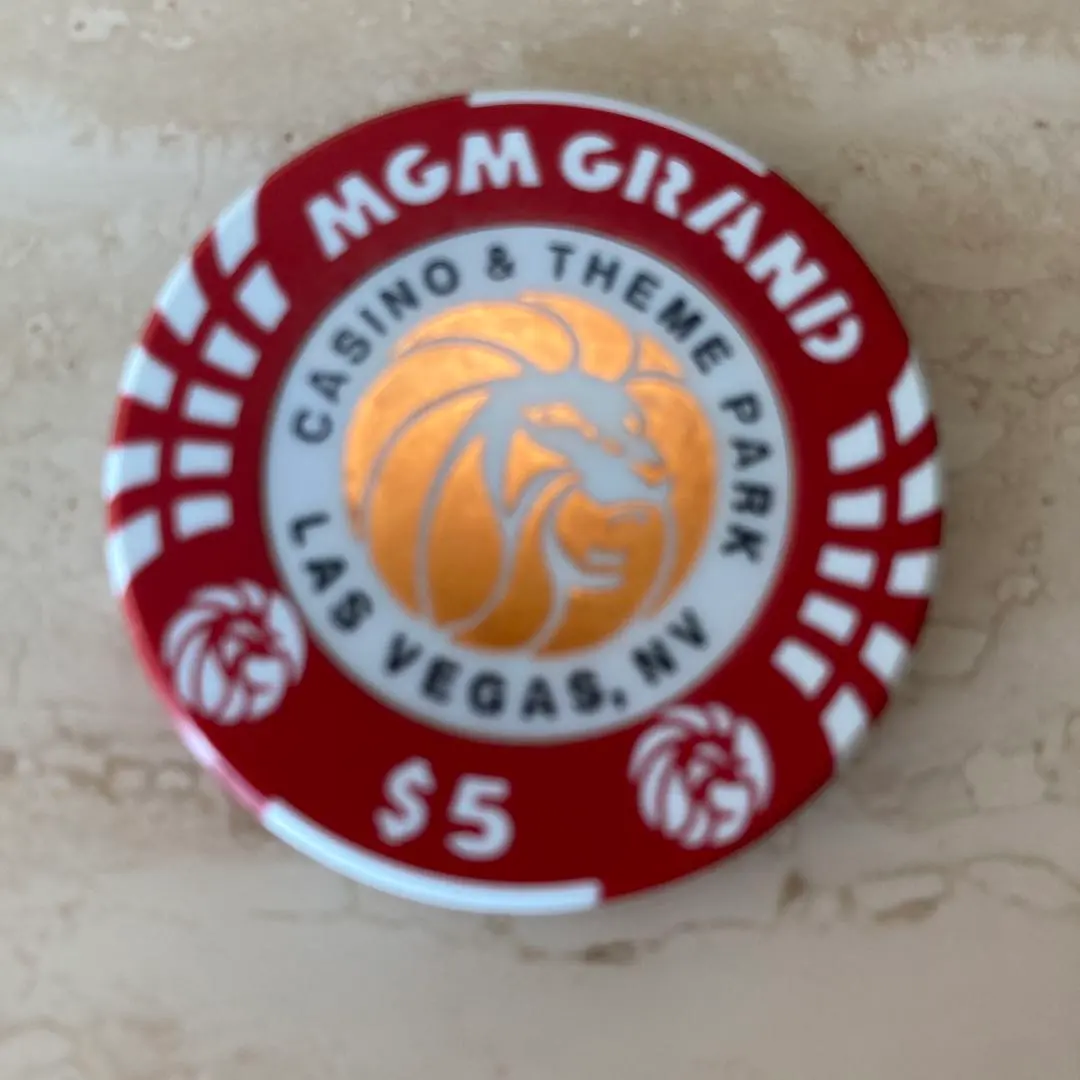 MGM GRAND
CASINO & THEME PARK
LAS VEGAS, NV
$5